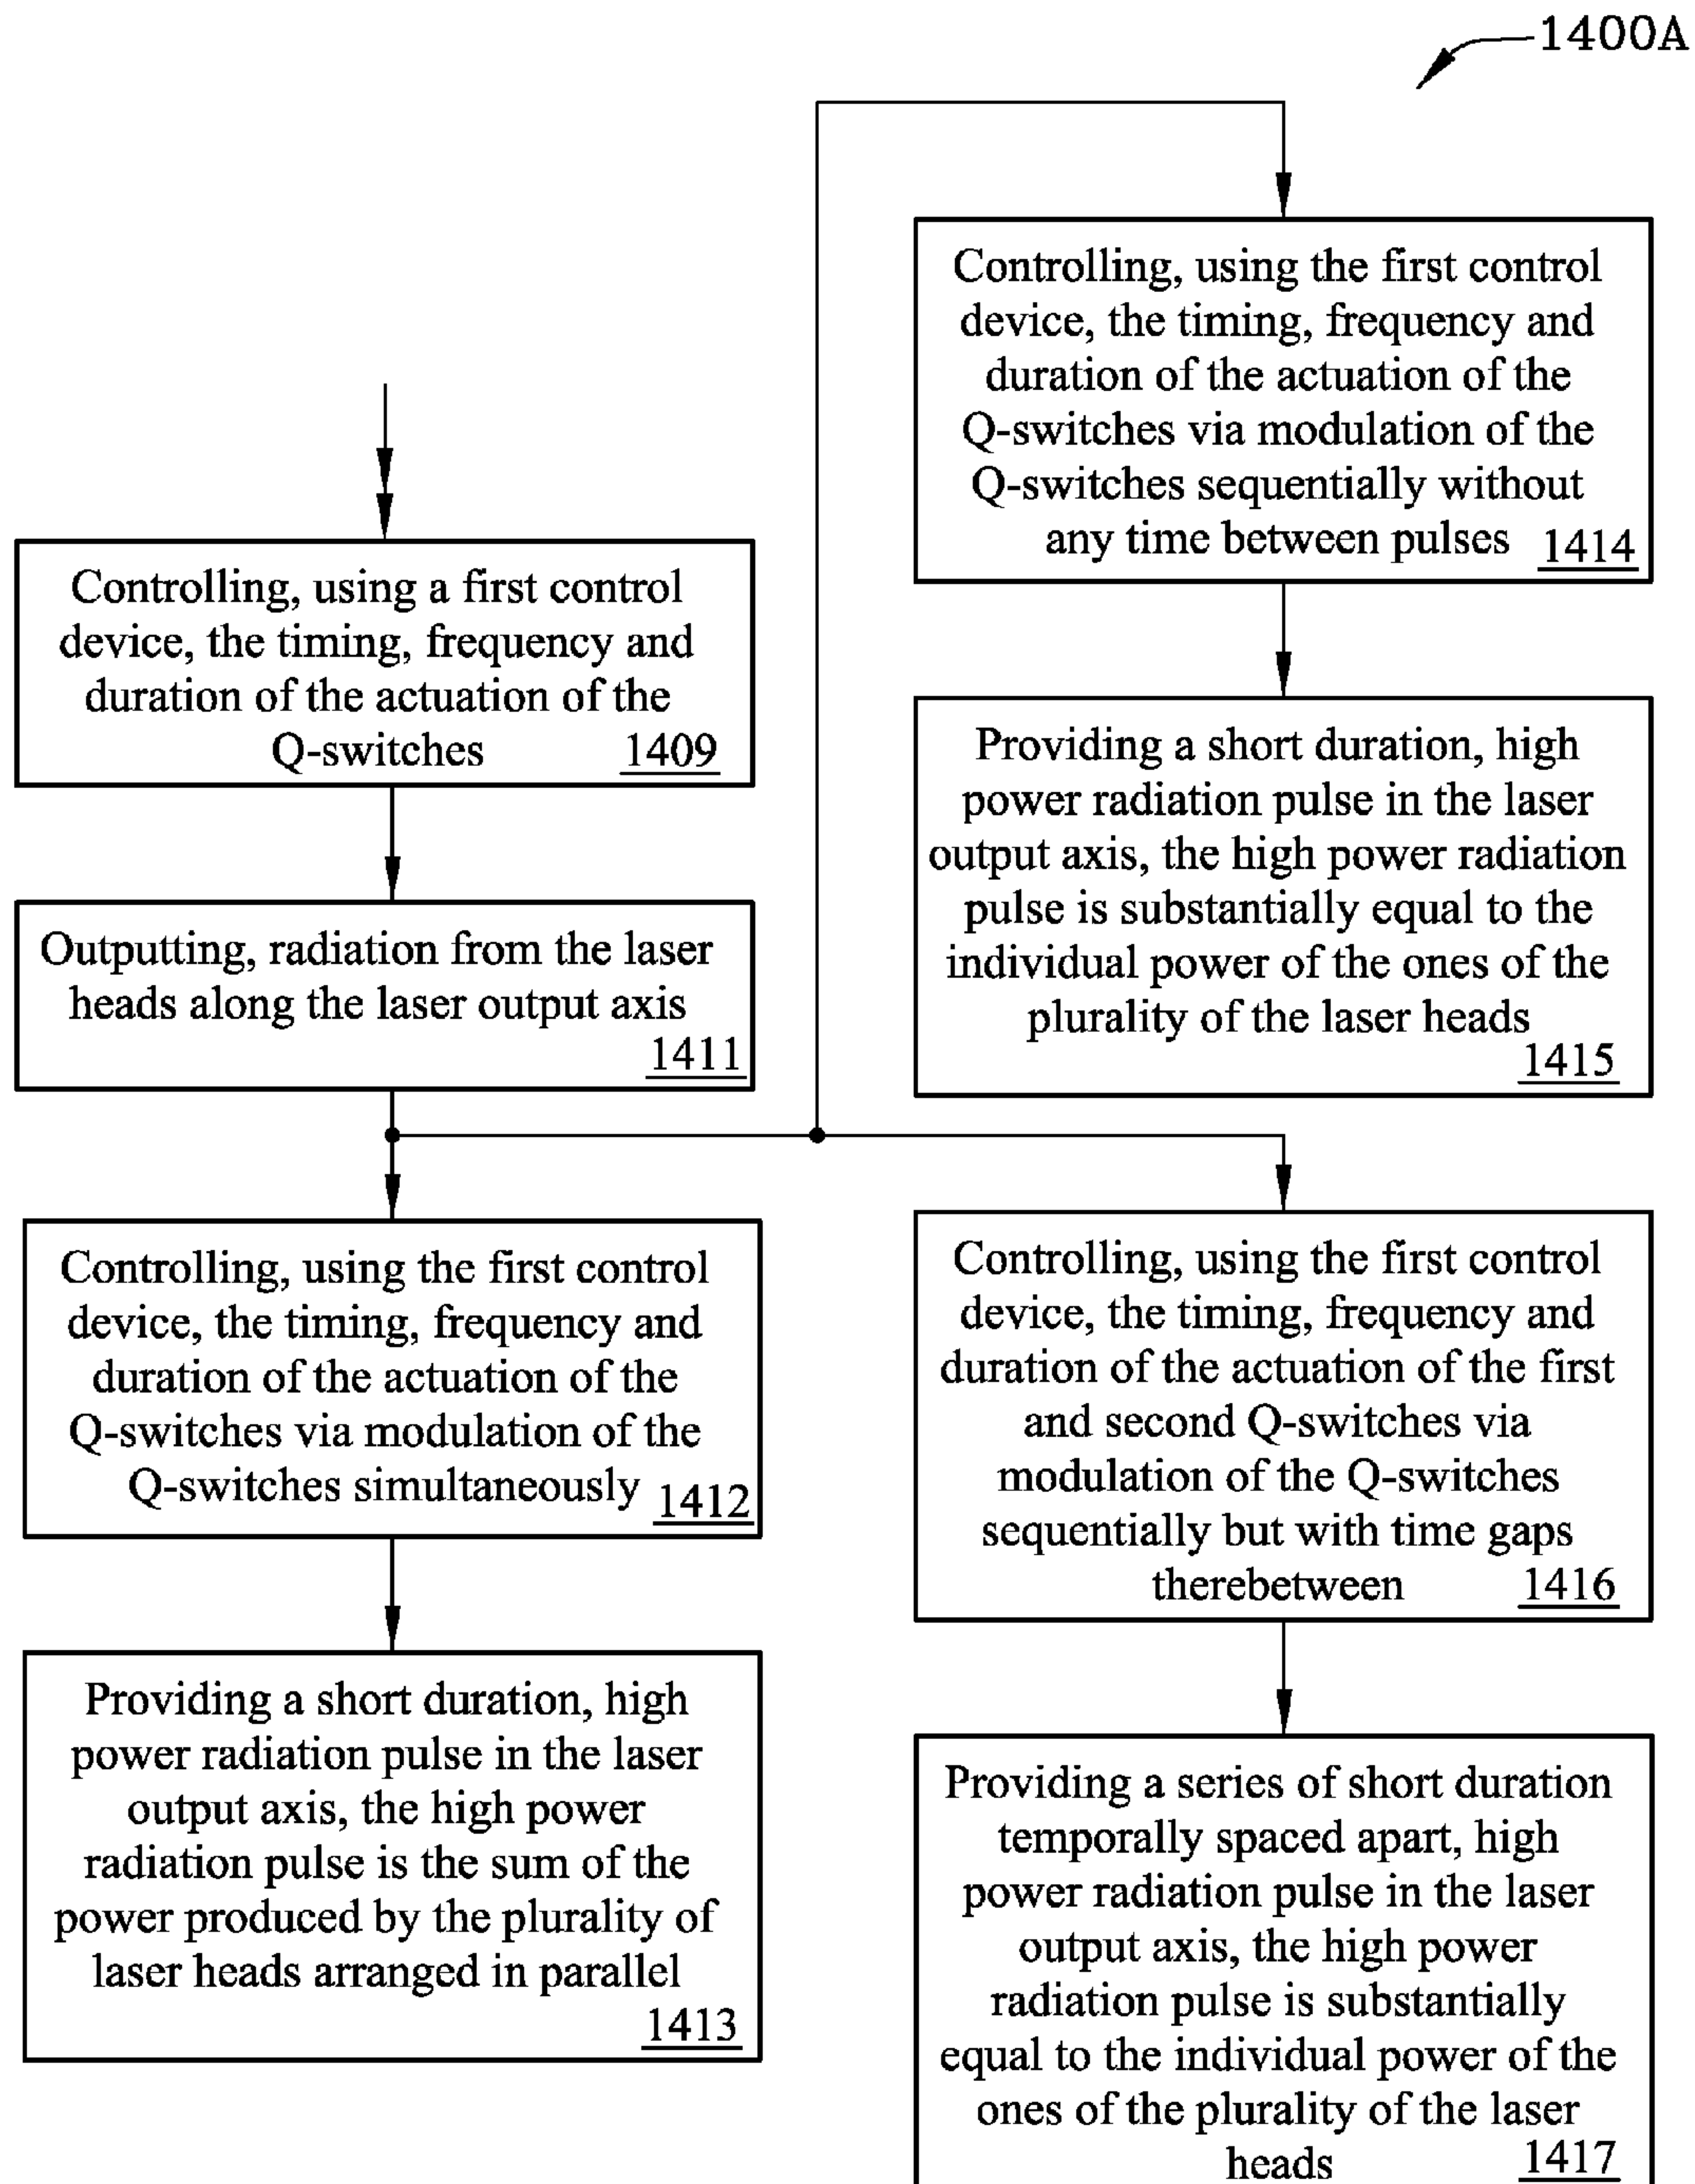 1400A
Controlling, using a first control
device, the timing, frequency and
duration of the actuation of the
Q-switches 1409
Outputting, radiation from the laser
heads along the laser output axis
1411
Controlling, using the first control
device, the timing, frequency and
duration of the actuation of the
Q-switches via modulation of the
Q-switches simultaneously 1412
Providing a short duration, high
power radiation pulse in the laser
output axis, the high power
radiation pulse is the sum of the
power produced by the plurality of
laser heads arranged in parallel
1413
Controlling, using the first control
device, the timing, frequency and
duration of the actuation of the
Q-switches via modulation of the
Q-switches sequentially without
any time between pulses 1414
Providing a short duration, high
power radiation pulse in the laser
output axis, the high power radiation
pulse is substantially equal to the
individual power of the ones of the
plurality of the laser heads
1415
Controlling, using the first control
device, the timing, frequency and
duration of the actuation of the first
and second Q-switches via
modulation of the Q-switches
sequentially but with time gaps
therebetween 1416
Providing a series of short duration
temporally spaced apart, high
power radiation pulse in the laser
output axis, the high power
radiation pulse is substantially
equal to the individual power of the
ones of the plurality of the laser
heads 1417